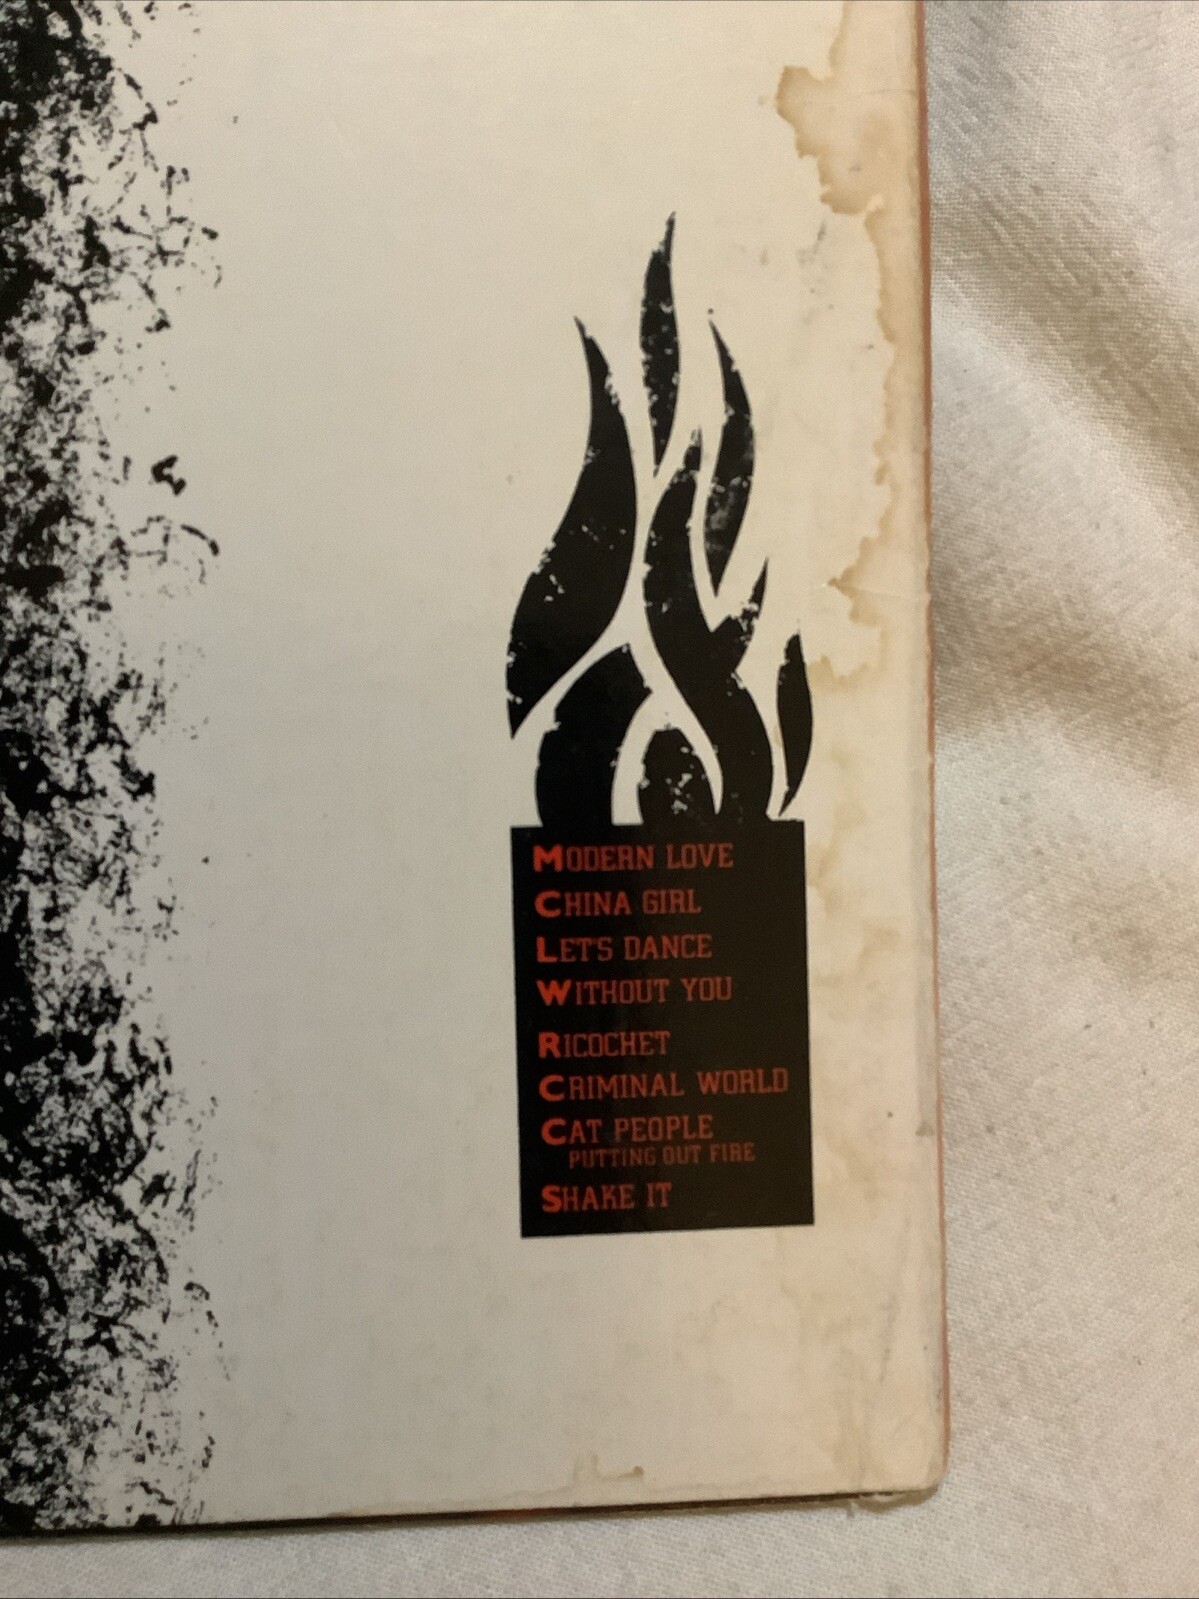 MODERN LOVE
CHINA GIRL
LET'S DANCE
WITHOUT YOU
RICOCHET
CRIMINAL WORLD
CAT PEOPLE
PUTTING OUT FIRE
SHAKE IT